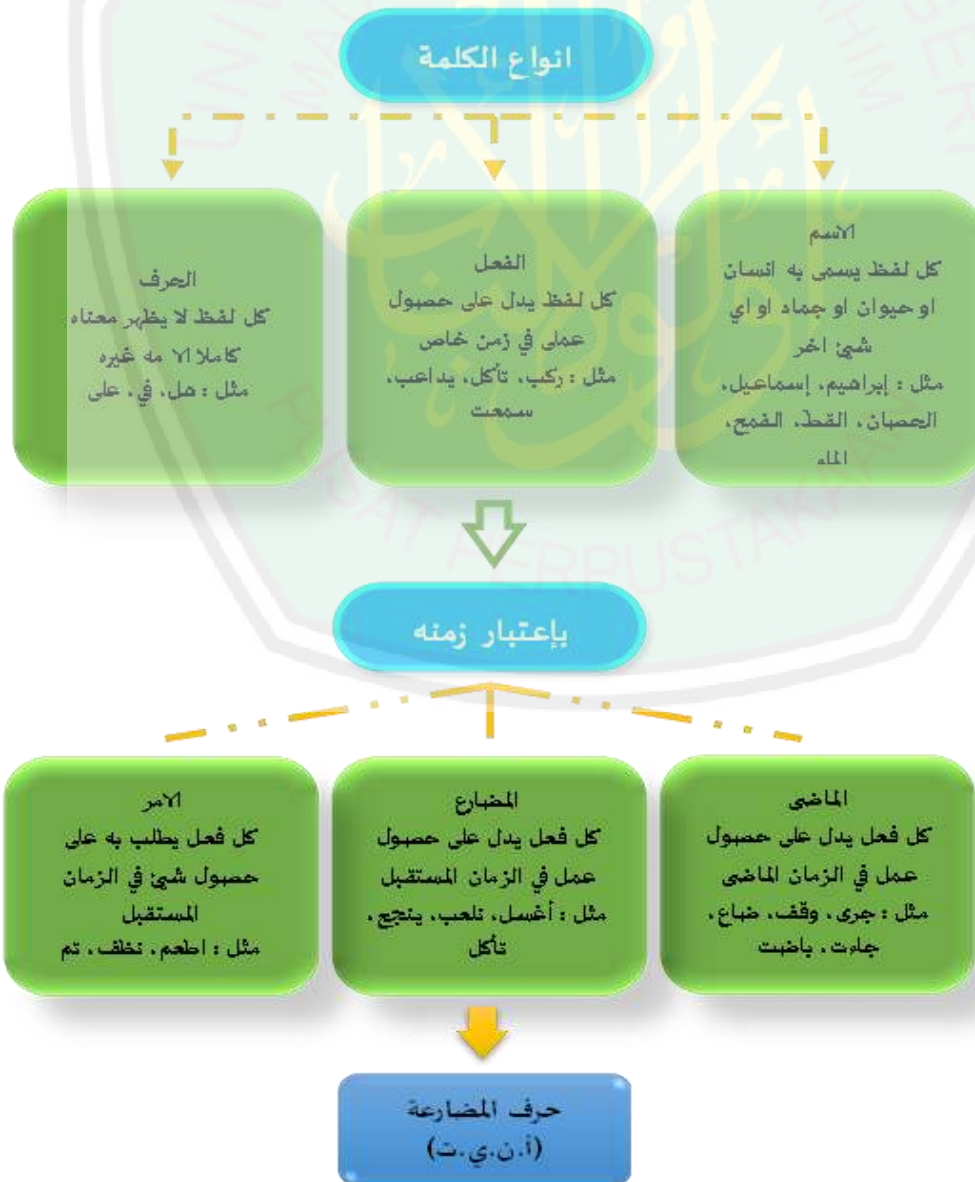 انواع الكلمة
الاسم
كل لفظ يسمى به انسان
او حيوان او جماد او اي
شيئ اخر
مثل : إبراهيم، إسماعيل،
الحصان، القط، القمح،
الماء
الفعل
كل لفظ يدل على حصول
عملى في زمن خاص
مثل : ركب، تأكل، يداعب،
سمعت
الحرف
كل لفظ لا يظهر معناه
كاملا الا مع غيره
مثل : هل، في، على
بإعتبار زمنه
الماضى
كل فعل يدل على حصول
عمل في الزمان الماضى
مثل : جرى، وقف، ضاع،
جاءت، باضت
المضارع
كل فعل يدل على حصول
عمل في الزمان المستقبل
مثل : أغسل، نلعب، ينجح،
تأكل
الامر
كل فعل يطلب به على
حصول شيئ في الزمان
المستقبل
مثل : اطعم، نظف، نم
حرف المضارعة
(أ.ن.ي.ت)
PUSAT PERPUSTAKAAN